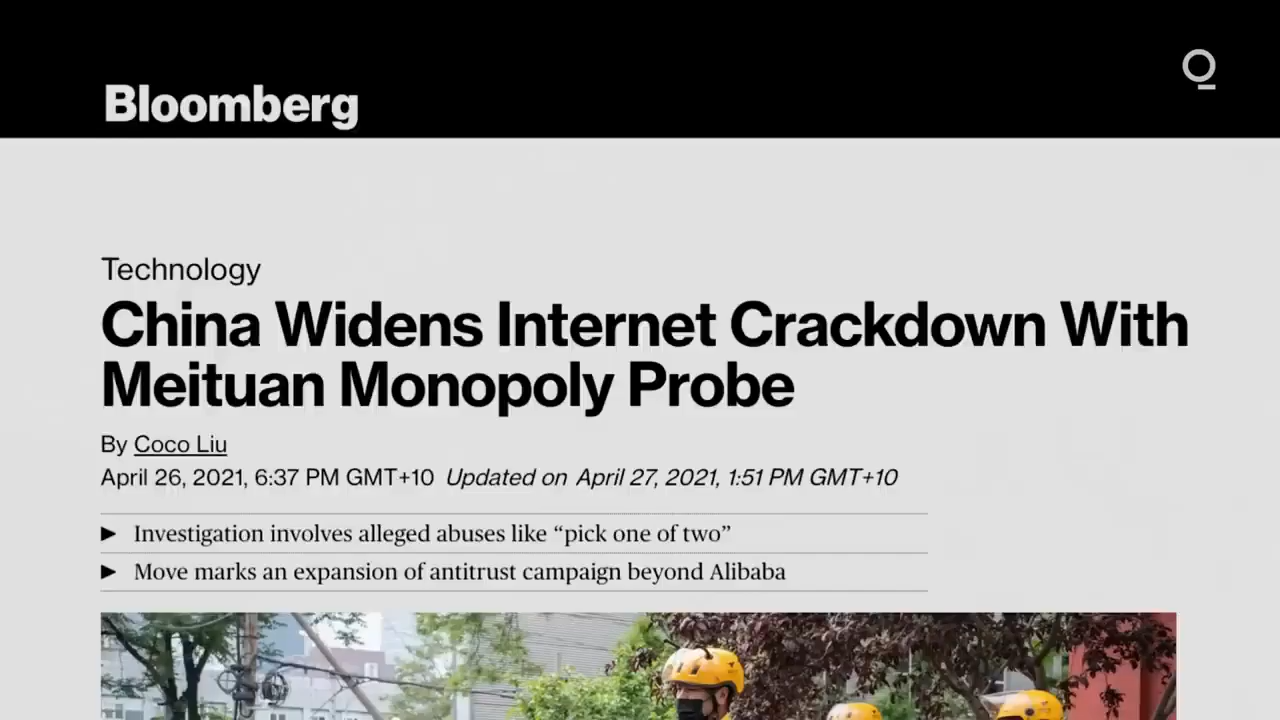 Bloomberg
Technology
China Widens Internet Crackdown With
Meituan Monopoly Probe
By Coco Liu
April 26, 2021, 6:37 PM GMT+10 Updated on April 27, 2021, 1:51 PM GMT+10
► Investigation involves alleged abuses like “pick one of two”
► Move marks an expansion of antitrust campaign beyond Alibaba